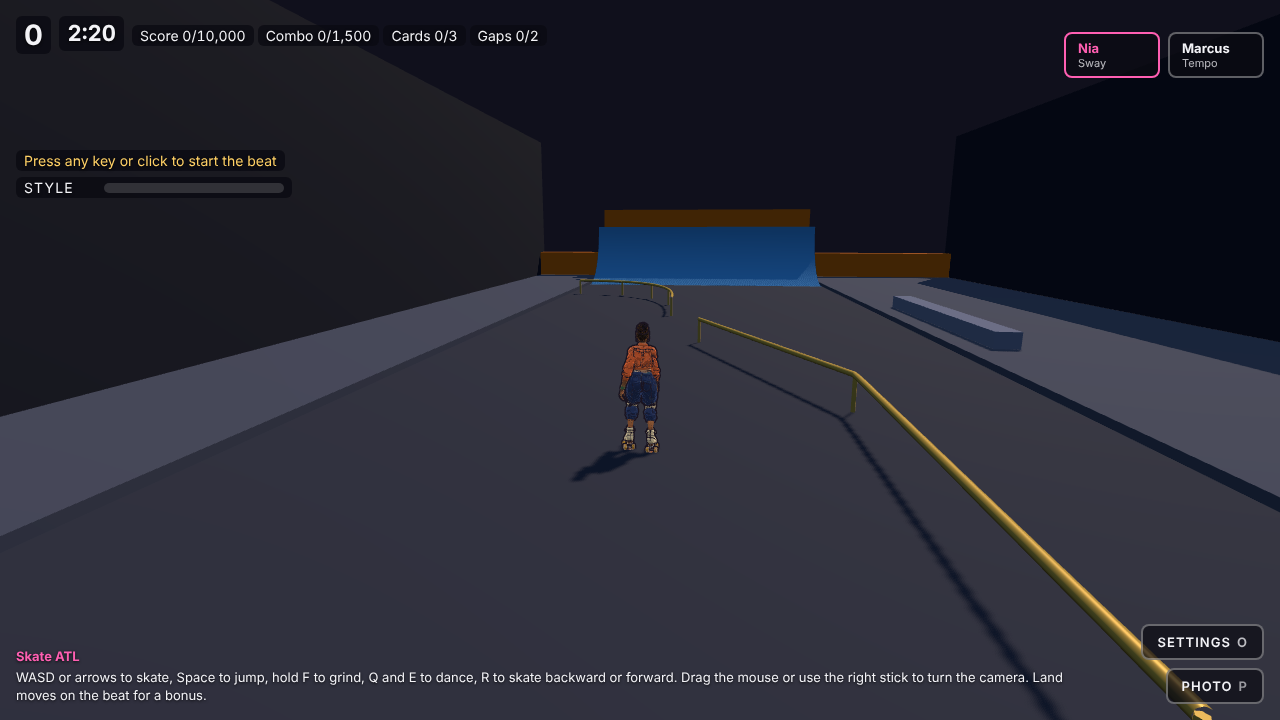 0
2:20
Score 0/10,000
Combo 0/1,500
Cards 0/3
Gaps 0/2
Nia
Sway
Marcus
Tempo
Press any key or click to start the beat
STYLE
Skate ATL
WASD or arrows to skate, Space to jump, hold F to grind, Q and E to dance, R to skate backward or forward. Drag the mouse or use the right stick to turn the camera. Land
moves on the beat for a bonus.
SETTINGS O
PHOTO P